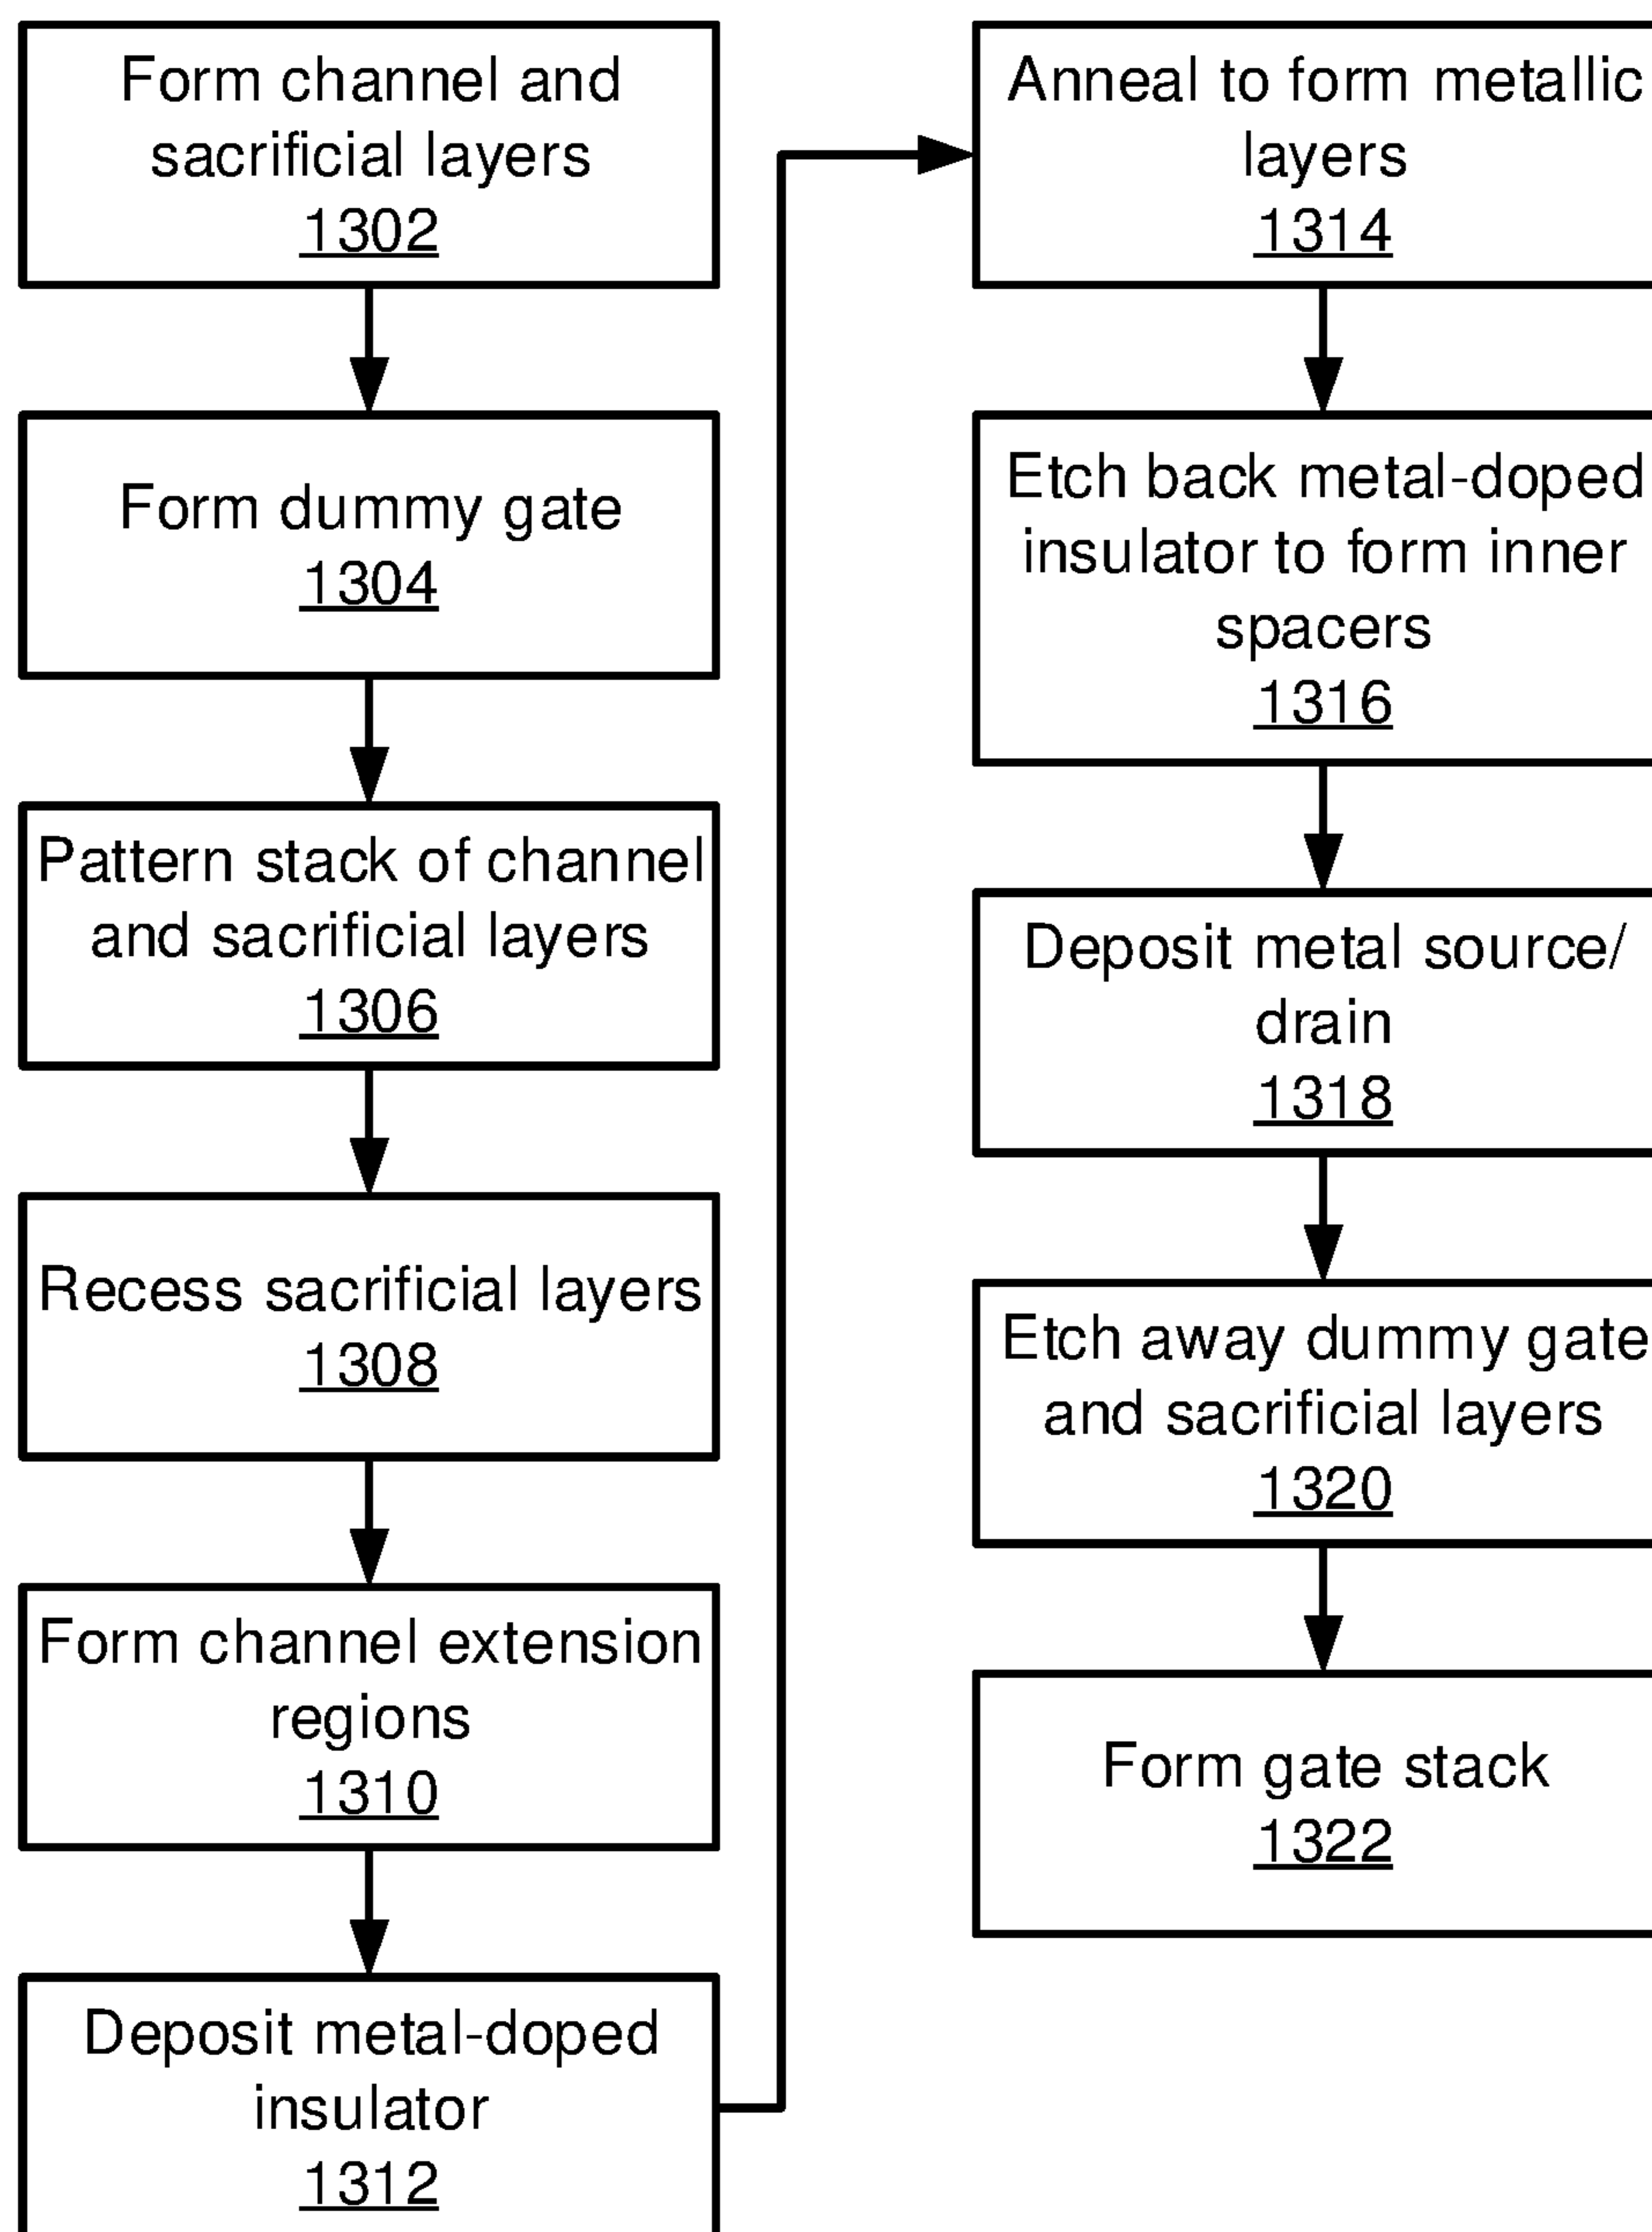 Form channel and
sacrificial layers
1302
Form dummy gate
1304
Pattern stack of channel
and sacrificial layers
1306
Recess sacrificial layers
1308
Form channel extension
regions
1310
Deposit metal-doped
insulator
1312
Anneal to form metallic
layers
1314
Etch back metal-doped
insulator to form inner
spacers
1316
Deposit metal source/
drain
1318
Etch away dummy gate
and sacrificial layers
1320
Form gate stack
1322